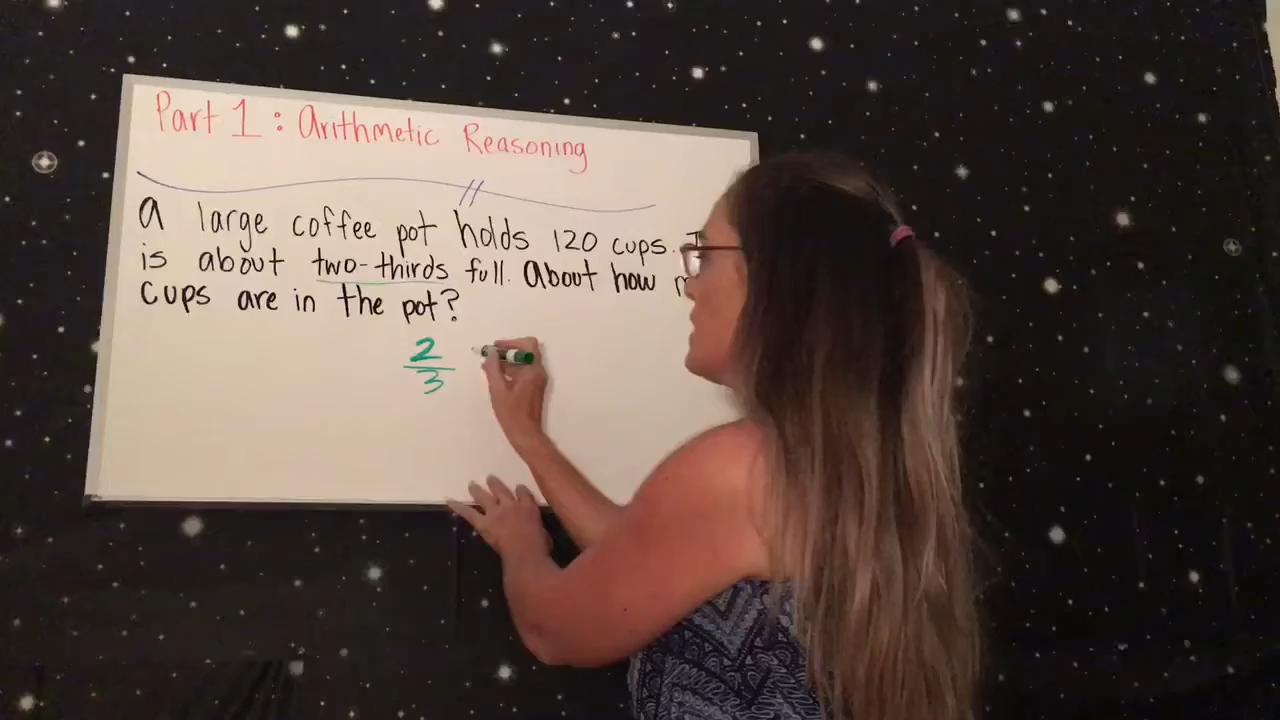 Part 1: Arithmetic Reasoning
A large coffee pot holds 120 cups.
is about two-thirds full. About how
cups are in the pot?
2
3